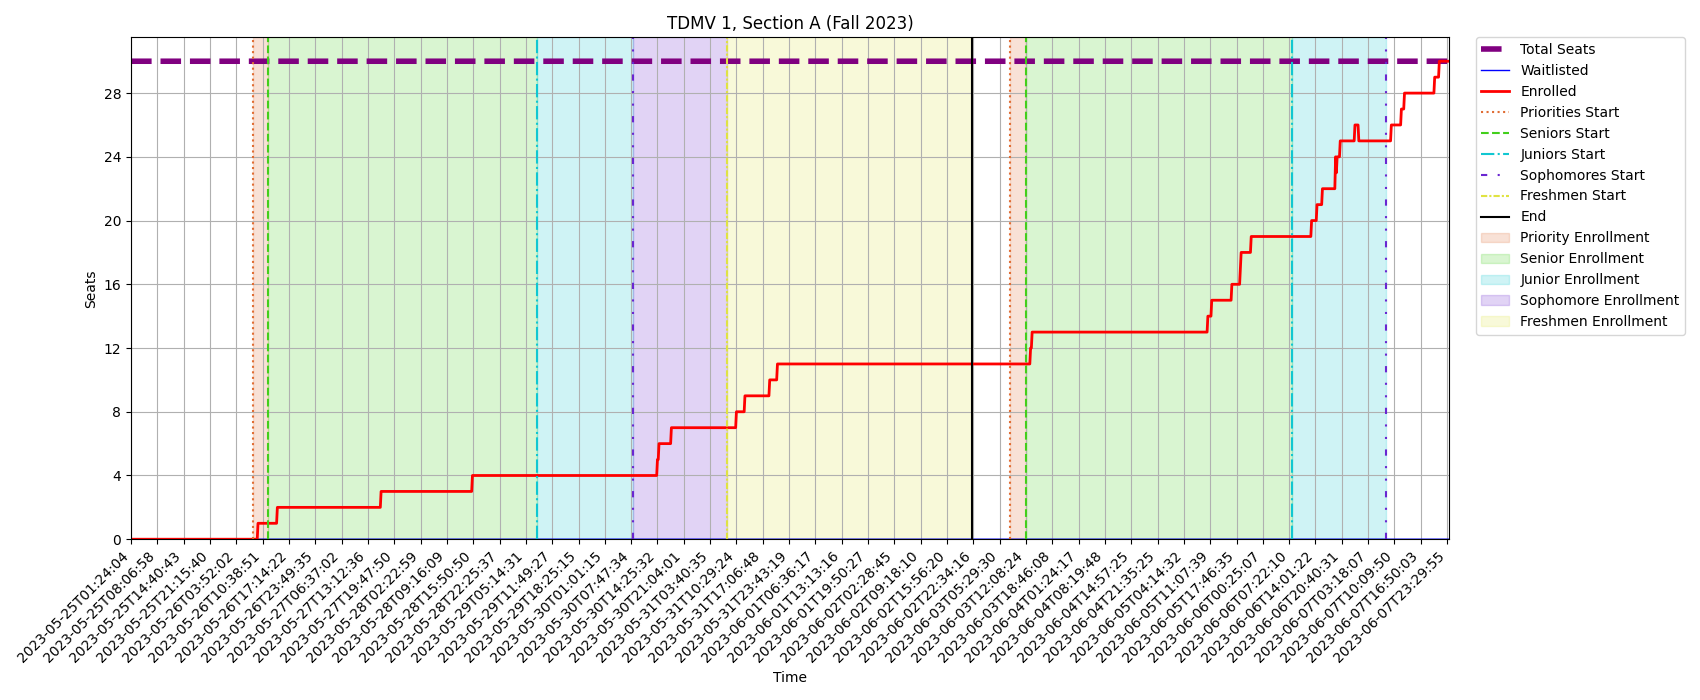 TDMV 1, Section A (Fall 2023)
Seats
28
24
20
16
12
8
4
0
2023-05-25T01:24:04
2023-05-25T08:06:58
2023-05-25T14:40:43
2023-05-25T21:15:40
2023-05-26T03:52:02
2023-05-26T10:38:51
2023-05-26T17:14:22
2023-05-26T23:49:35
2023-05-27T06:37:02
2023-05-27T13:12:36
2023-05-27T19:47:50
2023-05-28T02:22:59
2023-05-28T09:16:09
2023-05-28T15:50:50
2023-05-28T22:25:37
2023-05-29T05:14:31
2023-05-29T11:49:27
2023-05-29T18:25:15
2023-05-30T01:01:15
2023-05-30T07:47:34
2023-05-30T14:25:32
2023-05-30T21:04:01
2023-05-31T03:40:35
2023-05-31T10:29:24
2023-05-31T17:06:48
2023-05-31T23:43:19
2023-06-01T06:36:17
2023-06-01T13:13:16
2023-06-01T19:50:27
2023-06-02T02:28:45
2023-06-02T09:18:10
2023-06-02T15:56:20
2023-06-02T22:34:16
2023-06-03T05:29:30
2023-06-03T12:08:24
2023-06-03T18:46:08
2023-06-04T01:24:17
2023-06-04T08:19:48
2023-06-04T14:57:25
2023-06-04T21:35:25
2023-06-05T04:14:32
2023-06-05T11:07:39
2023-06-05T17:46:35
2023-06-06T00:25:07
2023-06-06T07:22:10
2023-06-06T14:01:22
2023-06-06T20:40:31
2023-06-07T03:18:07
2023-06-07T10:09:50
2023-06-07T16:50:03
2023-06-07T23:29:55
Time
Total Seats
Waitlisted
Enrolled
Priorities Start
Seniors Start
Juniors Start
Sophomores Start
Freshmen Start
End
Priority Enrollment
Senior Enrollment
Junior Enrollment
Sophomore Enrollment
Freshmen Enrollment